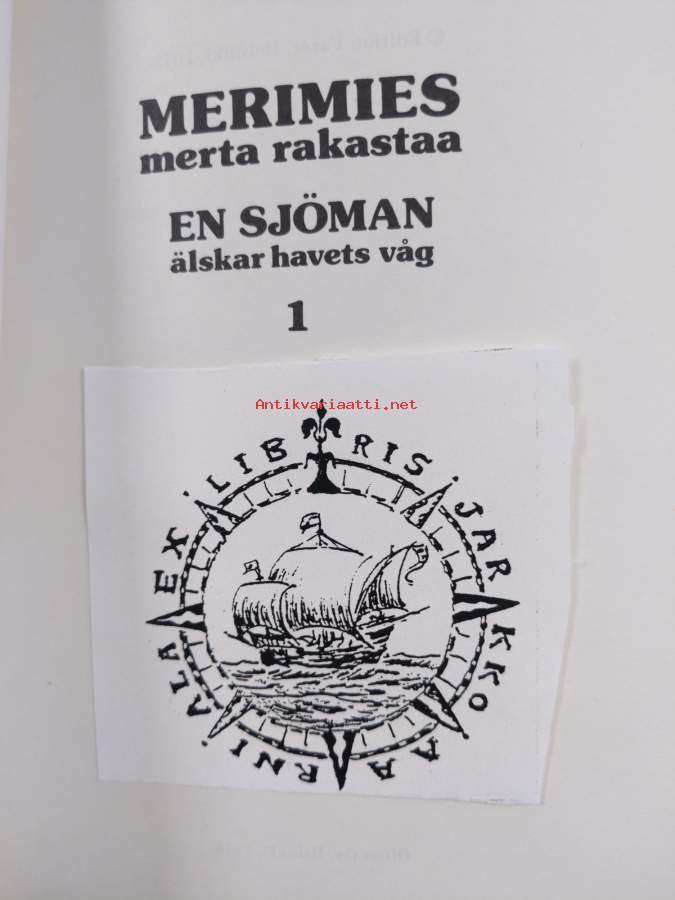 MERIMIES
merta rakastaa
EN SJÖMAN
älskar havets våg
1
Antikvariaatti.net
EX LIBRIS JARKKO AARNIALA